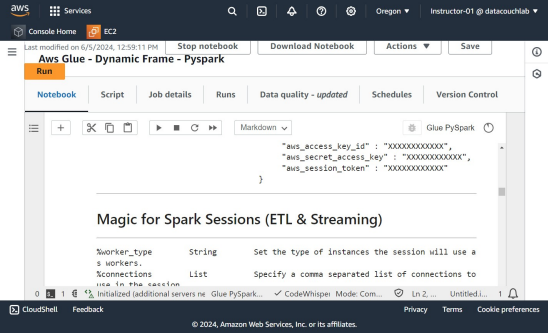 aws
Services
Oregon
Instructor-01 @ datacouchlab
Console Home
EC2
Last modified on 6/5/2024, 12:59:11 PM
Stop notebook
Download Notebook
Actions
Save
Aws Glue - Dynamic Frame - Pyspark
Run
Notebook
Script
Job details
Runs
Data quality - updated
Schedules
Version Control
Markdown
Glue PySpark
"aws_access_key_id" : "XXXXXXXXXXXX",
"aws_secret_access_key" : "XXXXXXXXXXXX",
"aws_session_token" : "XXXXXXXXXXXX"
}
Magic for Spark Sessions (ETL & Streaming)
%worker_type String Set the type of instances the session will use a
s workers.
%connections List Specify a comma separated list of connections to
use in the session
0
1
Initialized (additional servers ne
Glue PySpark...
CodeWhisper
Mode: Com...
Ln 2, ...
Untitled.i...
1
CloudShell
Feedback
Privacy
Terms
Cookie preferences
© 2024, Amazon Web Services, Inc. or its affiliates.